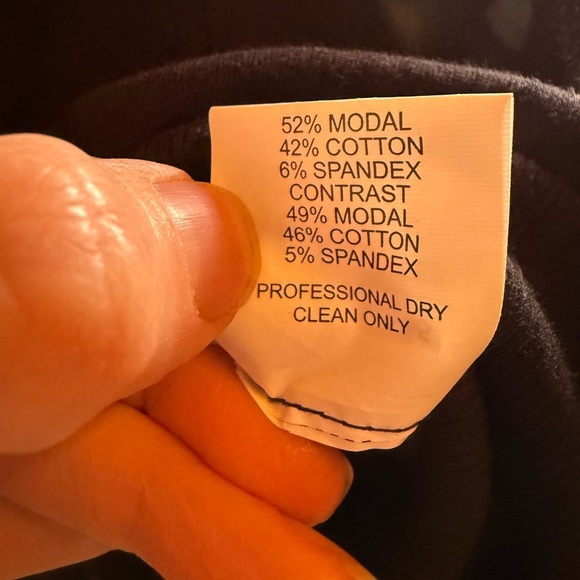 52% MODAL
42% COTTON
6% SPANDEX
CONTRAST
49% MODAL
46% COTTON
5% SPANDEX
PROFESSIONAL DRY
CLEAN ONLY